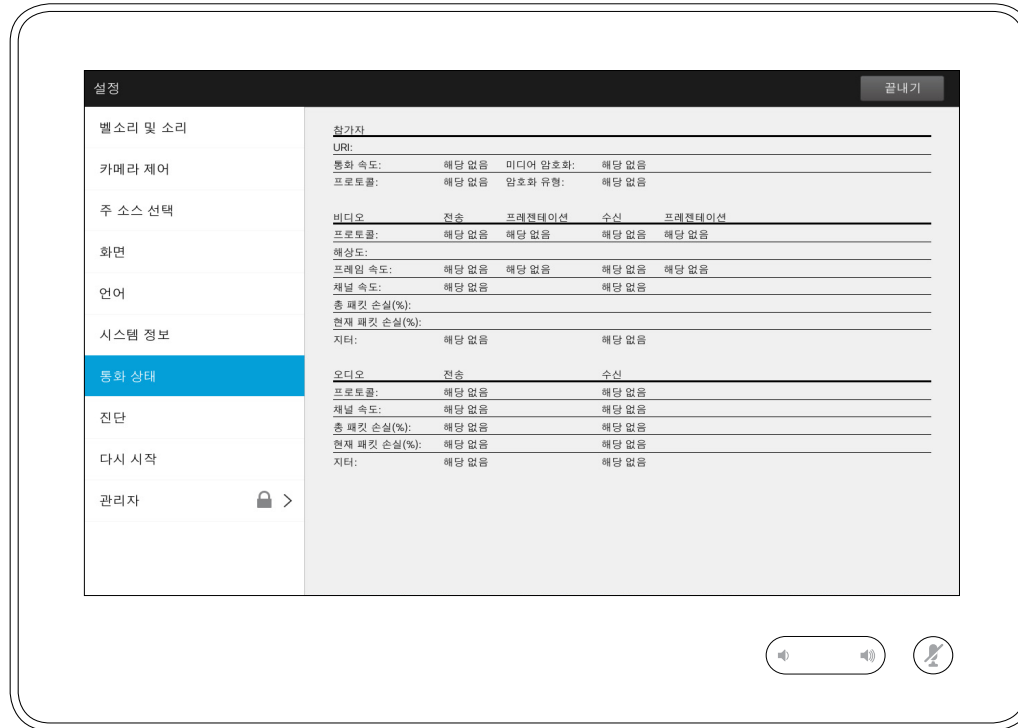 설정 끝내기
벨소리 및 소리
카메라 제어
주 소스 선택
화면
언어
시스템 정보
통화 상태
진단
다시 시작
관리자
참가자
URI:
통화 속도: 해당 없음 미디어 암호화: 해당 없음
프로토콜: 해당 없음 암호화 유형: 해당 없음
비디오 전송 프레젠테이션 수신 프레젠테이션
프로토콜: 해당 없음 해당 없음 해당 없음 해당 없음
해상도:
프레임 속도: 해당 없음 해당 없음 해당 없음 해당 없음
채널 속도: 해당 없음 해당 없음
총 패킷 손실(%):
현재 패킷 손실(%):
지터: 해당 없음 해당 없음
오디오 전송 수신
프로토콜: 해당 없음 해당 없음
채널 속도: 해당 없음 해당 없음
총 패킷 손실(%): 해당 없음 해당 없음
현재 패킷 손실(%): 해당 없음 해당 없음
지터: 해당 없음 해당 없음